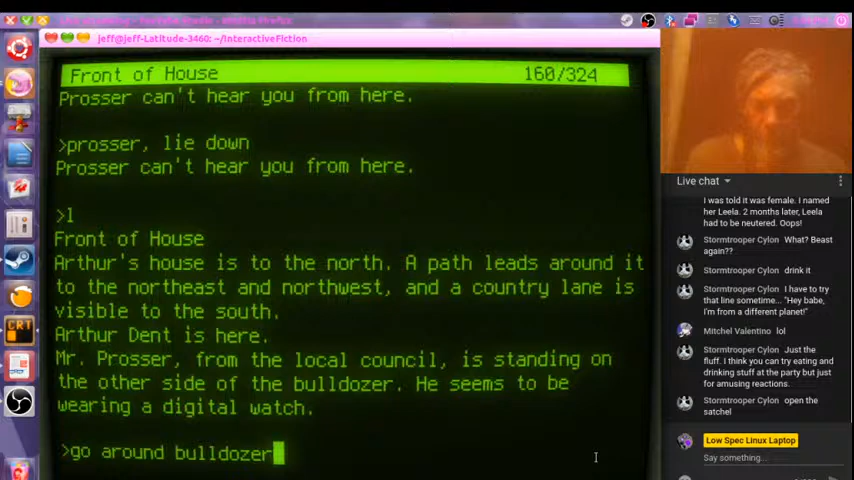 jeff@jeff-Latitude-3460: ~/InteractiveFiction
Front of House 160/324
Prosser can't hear you from here.
>prosser, lie down
Prosser can't hear you from here.
>l
Front of House
Arthur's house is to the north. A path leads around it
to the northeast and northwest, and a country lane is
visible to the south.
Arthur Dent is here.
Mr. Prosser, from the local council, is standing on
the other side of the bulldozer. He seems to be
wearing a digital watch.
>go around bulldozer
CRT
Live chat
I was told it was female. I named
her Leela. 2 months later, Leela
had to be neutered. Oops!
Stormtrooper Cylon What? Beast
again??
Stormtrooper Cylon drink it
Stormtrooper Cylon I have to try
that line sometime... "Hey babe,
I'm from a different planet!"
Mitchel Valentino lol
Stormtrooper Cylon Just the
fluff. I think you can try eating and
drinking stuff at the party but just
for amusing reactions.
Stormtrooper Cylon open the
satchel
Low Spec Linux Laptop
Say something...